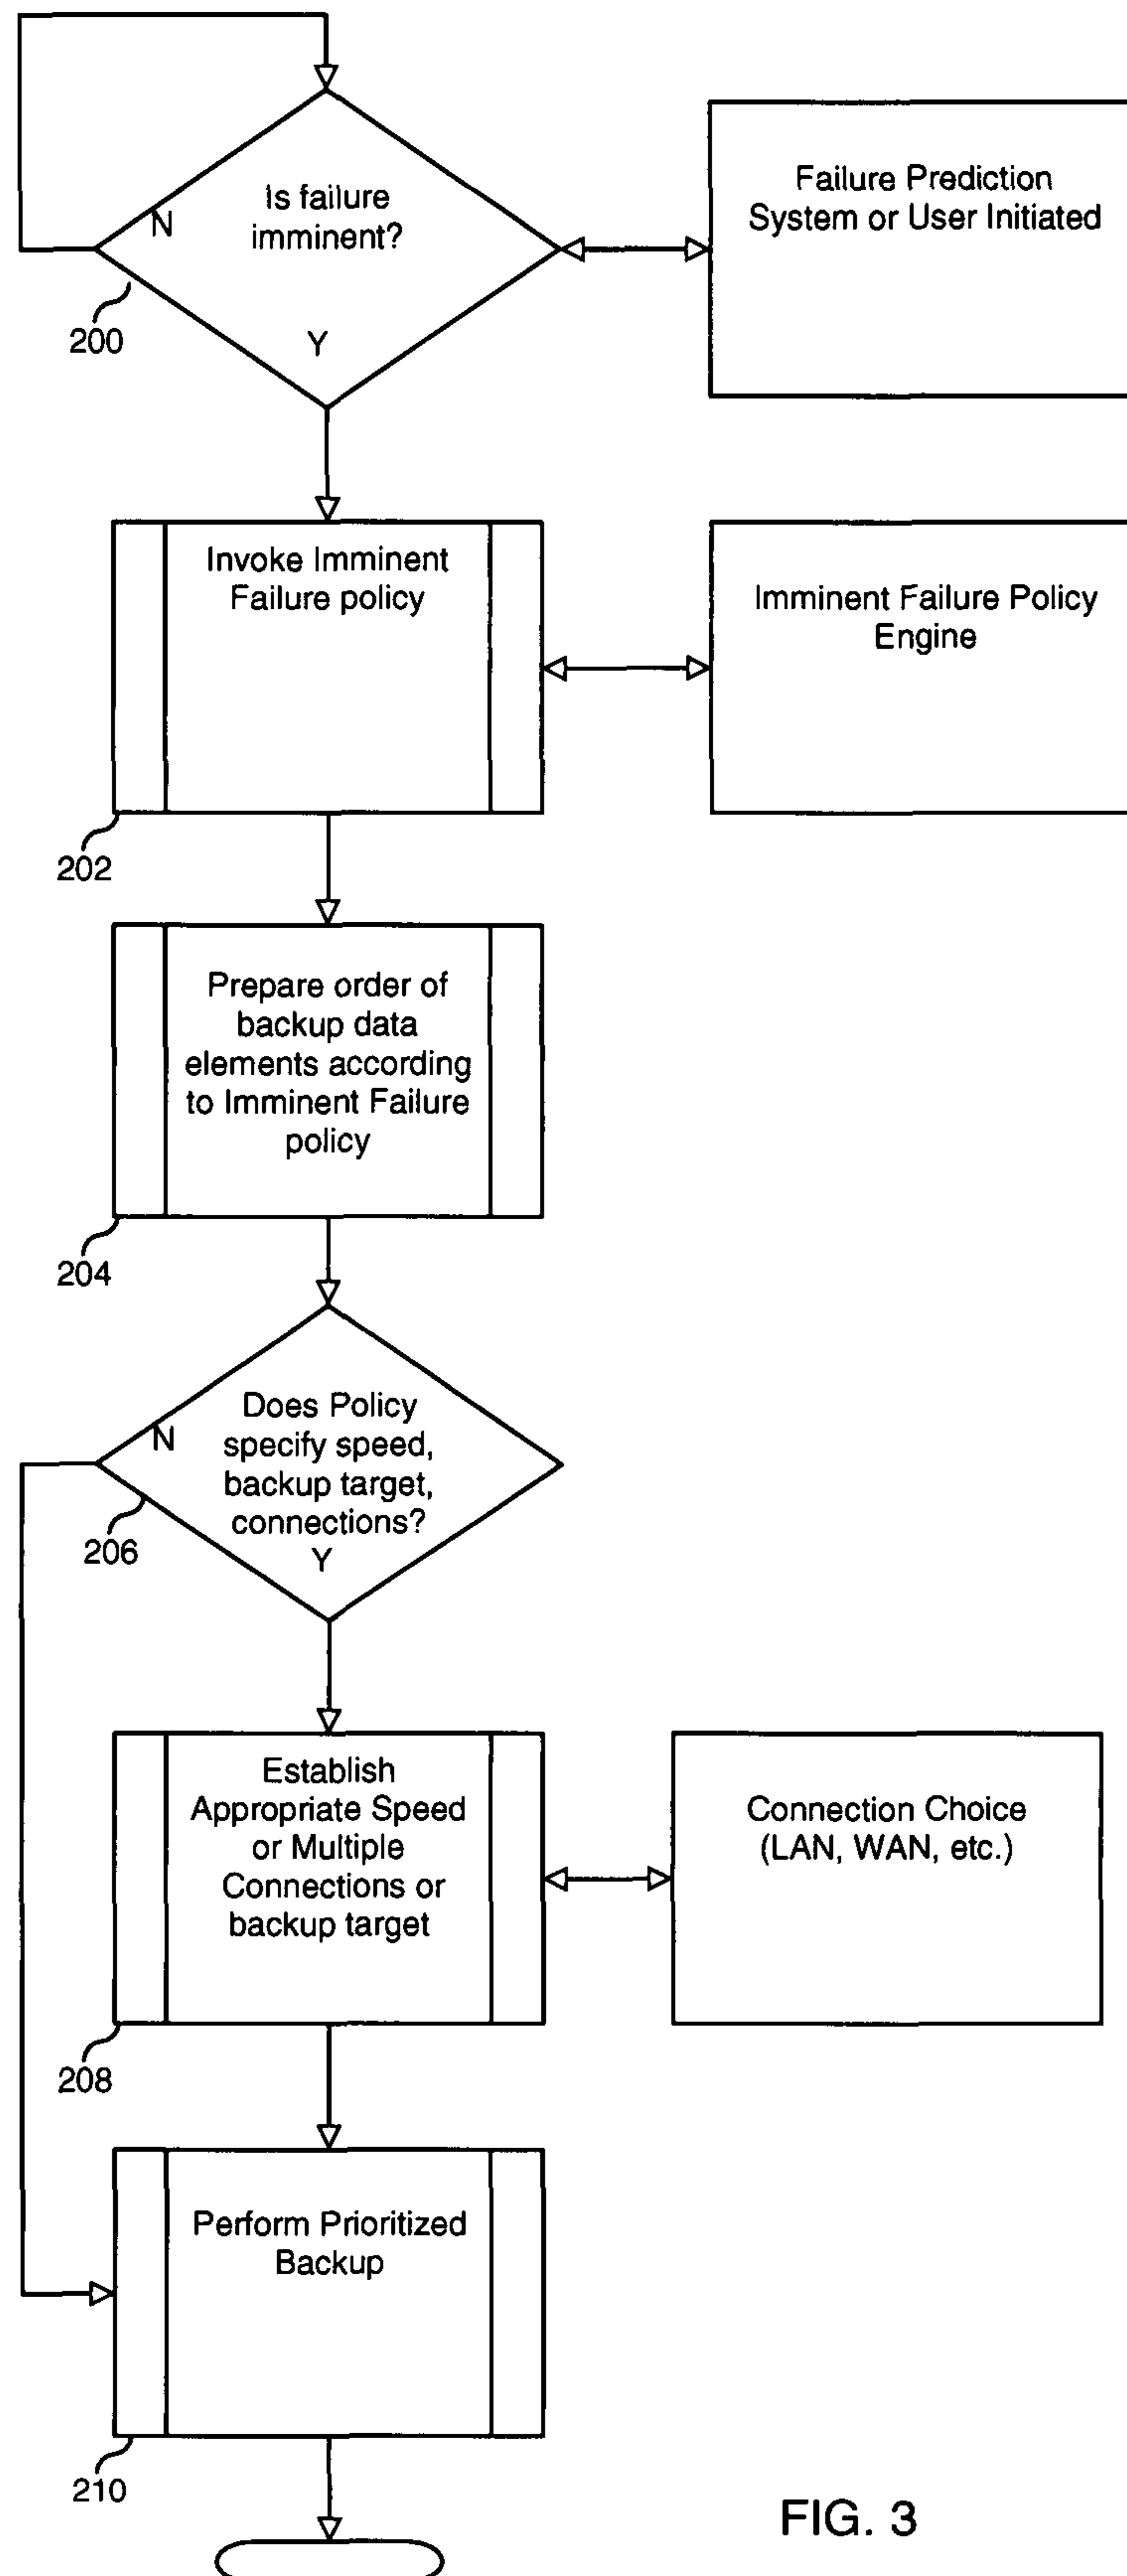 Is failure
imminent?
N
Y
200
Failure Prediction
System or User Initiated
Invoke Imminent
Failure policy
202
Imminent Failure Policy
Engine
Prepare order of
backup data
elements according
to Imminent Failure
policy
204
Does Policy
specify speed,
backup target,
connections?
N
Y
206
Establish
Appropriate Speed
or Multiple
Connections or
backup target
208
Connection Choice
(LAN, WAN, etc.)
Perform Prioritized
Backup
210
FIG. 3